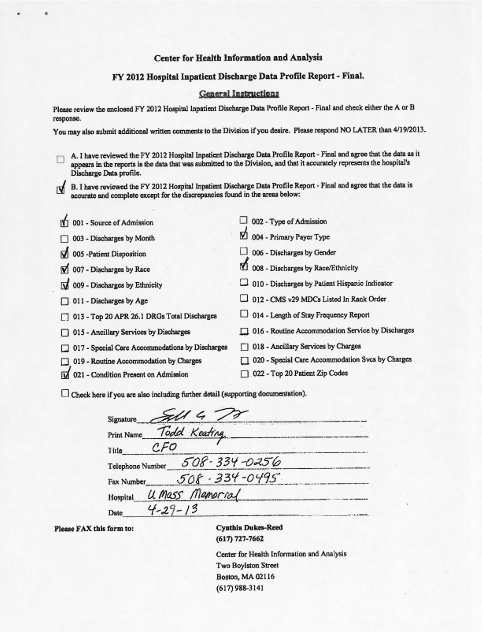 Center for Health Information and Analysis
FY 2012 Hospital Inpatient Discharge Data Profile Report - Final.
General Instructions
Please review the enclosed FY 2012 Hospital Inpatient Discharge Data Profile Report - Final and check either the A or B
response.
You may also submit additional written comments to the Division if you desire. Please respond NO LATER than 4/19/2013.
A. I have reviewed the FY 2012 Hospital Inpatient Discharge Data Profile Report - Final and agree that the data as it
appears in the reports is the data that was submitted to the Division, and that it accurately represents the hospital's
Discharge Data profile.
B. I have reviewed the FY 2012 Hospital Inpatient Discharge Data Profile Report - Final and agree that the data is
accurate and complete except for the discrepancies found in the areas below:
001 - Source of Admission
002 - Type of Admission
003 - Discharges by Month
004 - Primary Payer Type
005 -Patient Disposition
006 - Discharges by Gender
007 - Discharges by Race
008 - Discharges by Race/Ethnicity
009 - Discharges by Ethnicity
010 - Discharges by Patient Hispanic Indicator
011 - Discharges by Age
012 - CMS v29 MDCs Listed In Rank Order
013 - Top 20 APR 26.1 DRGs Total Discharges
014 - Length of Stay Frequency Report
015 - Ancillary Services by Discharges
016 - Routine Accommodation Service by Discharges
017 - Special Care Accommodations by Discharges
018 - Ancillary Services by Charges
019 - Routine Accommodation by Charges
020 - Special Care Accommodation Svcs by Charges
021 - Condition Present on Admission
022 - Top 20 Patient Zip Codes
Check here if you are also including further detail (supporting documentation).
Signature
Print Name Todd Keating
Title CFO
Telephone Number 508-334-0256
Fax Number 508-334-0495
Hospital U Mass Memorial
Date 4-29-13
Please FAX this form to:
Cynthia Dukes-Reed
(617) 727-7662
Center for Health Information and Analysis
Two Boylston Street
Boston, MA 02116
(617) 988-3141